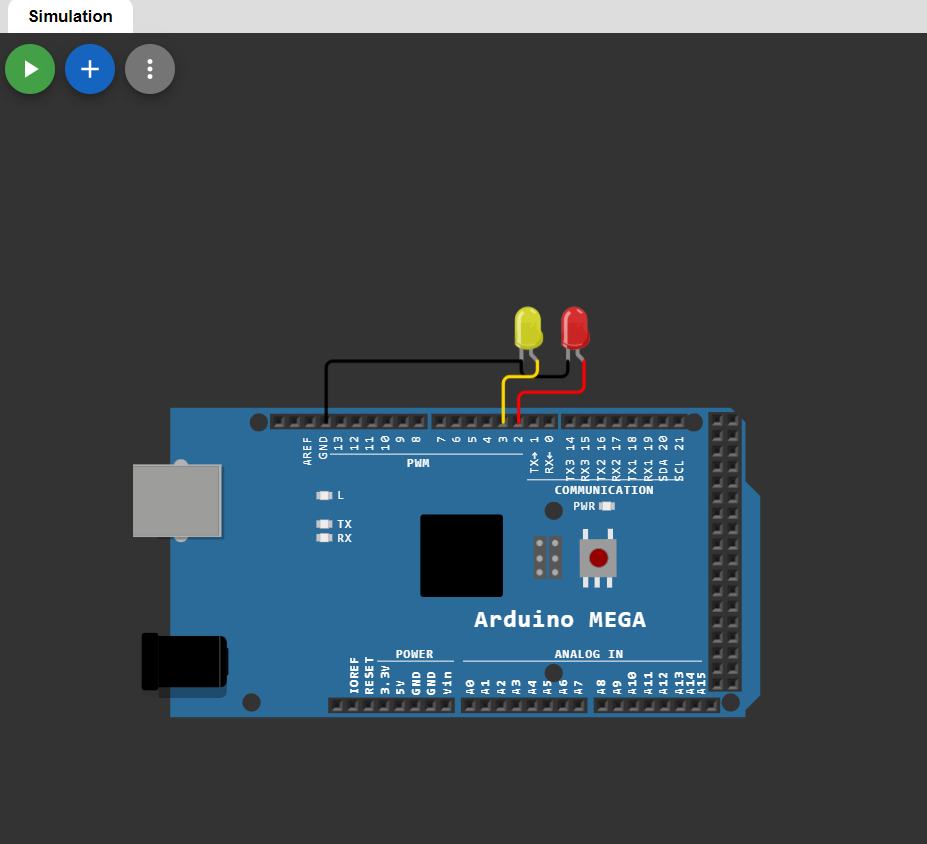 Simulation
AREF
GND
13
12
11
10
9
8
7
6
5
4
3
2
TX→ 1
RX← 0
TX3 14
RX3 15
TX2 16
RX2 17
TX1 18
RX1 19
SDA 20
SCL 21
PWM
COMMUNICATION
L
PWR
TX
RX
Arduino MEGA
POWER
ANALOG IN
IOREF
RESET
3.3V
5V
GND
GND
Vin
A0
A1
A2
A3
A4
A5
A6
A7
A8
A9
A10
A11
A12
A13
A14
A15